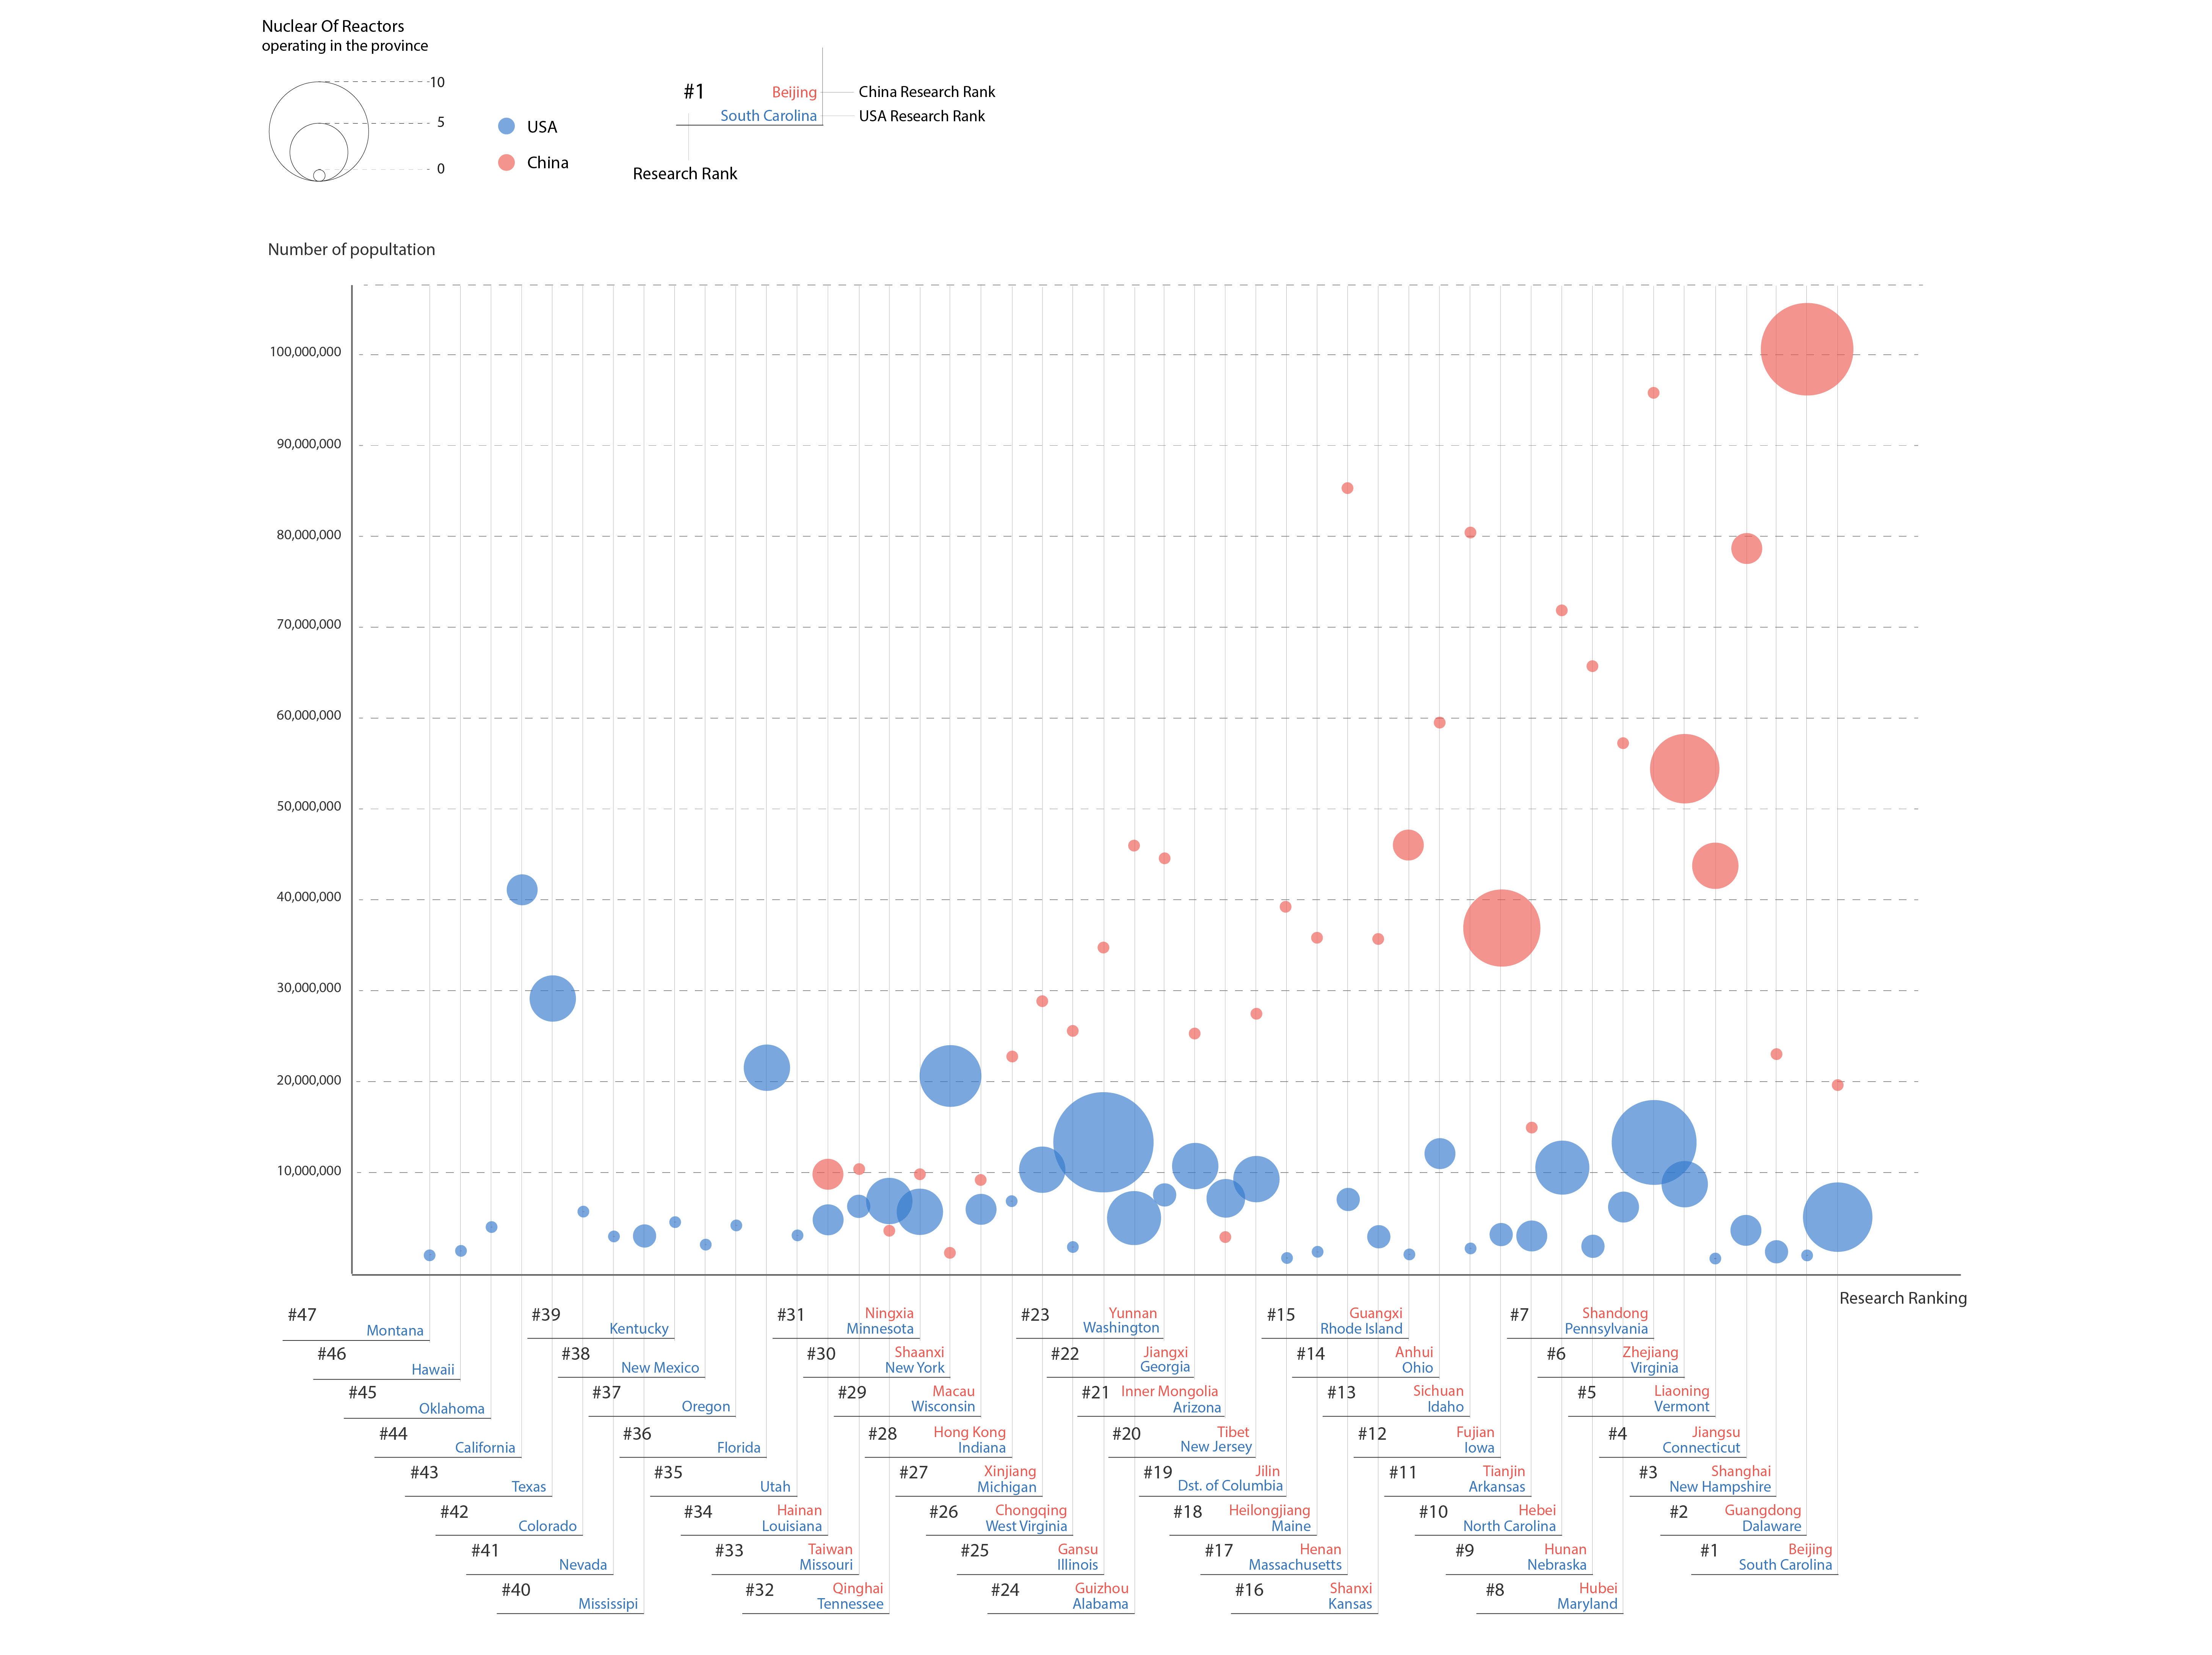 Nuclear Of Reactors
operating in the province
10
5
0
USA
China
#1
Beijing
South Carolina
China Research Rank
USA Research Rank
Research Rank
Number of popultation
100,000,000
90,000,000
80,000,000
70,000,000
60,000,000
50,000,000
40,000,000
30,000,000
20,000,000
10,000,000
Research Ranking
#47
Montana
#46
Hawaii
#45
Oklahoma
#44
California
#43
Texas
#42
Colorado
#41
Nevada
#40
Mississipi
#39
Kentucky
#38
New Mexico
#37
Oregon
#36
Florida
#35
Utah
#34
Hainan
Louisiana
#33
Taiwan
Missouri
#32
Qinghai
Tennessee
#31
Ningxia
Minnesota
#30
Shaanxi
New York
#29
Macau
Wisconsin
#28
Hong Kong
Indiana
#27
Xinjiang
Michigan
#26
Chongqing
West Virginia
#25
Gansu
Illinois
#24
Guizhou
Alabama
#23
Yunnan
Washington
#22
Jiangxi
Georgia
#21
Inner Mongolia
Arizona
#20
Tibet
New Jersey
#19
Jilin
Dst. of Columbia
#18
Heilongjiang
Maine
#17
Henan
Massachusetts
#16
Shanxi
Kansas
#15
Guangxi
Rhode Island
#14
Anhui
Ohio
#13
Sichuan
Idaho
#12
Fujian
Iowa
#11
Tianjin
Arkansas
#10
Hebei
North Carolina
#9
Hunan
Nebraska
#8
Hubei
Maryland
#7
Shandong
Pennsylvania
#6
Zhejiang
Virginia
#5
Liaoning
Vermont
#4
Jiangsu
Connecticut
#3
Shanghai
New Hampshire
#2
Guangdong
Dalaware
#1
Beijing
South Carolina